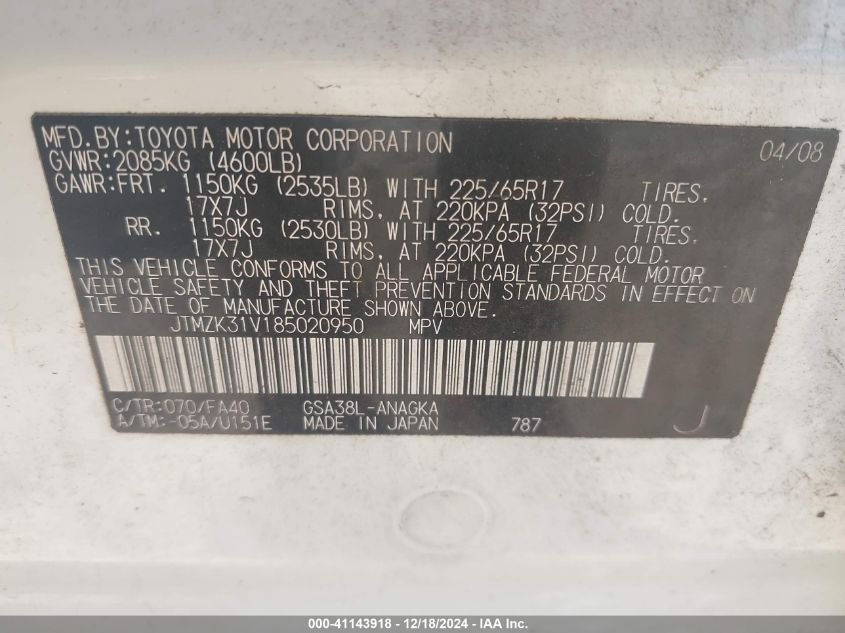 MFD.BY:TOYOTA MOTOR CORPORATION 04/08
GVWR:2085KG (4600LB)
GAWR:FRT. 1150KG (2535LB) WITH 225/65R17 TIRES,
17X7J RIMS, AT 220KPA (32PSI) COLD.
RR. 1150KG (2530LB) WITH 225/65R17 TIRES,
17X7J RIMS, AT 220KPA (32PSI) COLD.
THIS VEHICLE CONFORMS TO ALL APPLICABLE FEDERAL MOTOR
VEHICLE SAFETY AND THEFT PREVENTION STANDARDS IN EFFECT ON
THE DATE OF MANUFACTURE SHOWN ABOVE.
JTMZK31V185020950 MPV
C/TR:070/FA40 GSA38L-ANAGKA
A/TM:-05A/U151E MADE IN JAPAN 787 J
000-41143918 - 12/18/2024 - IAA Inc.